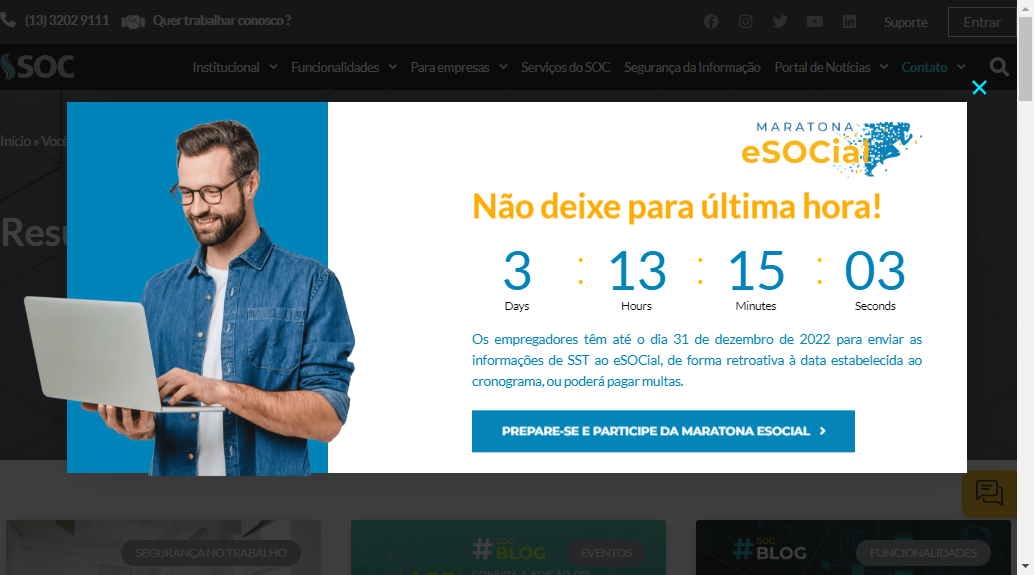 (13) 3202 9111 Quer trabalhar conosco ?
Suporte
Entrar
SOC
Institucional Funcionalidades Para empresas Serviços do SOC Segurança da Informação Portal de Notícias Contato
Início » Você
MARATONA
eSOCial
Não deixe para última hora!
3 : 13 : 15 : 03
Days Hours Minutes Seconds
Os empregadores têm até o dia 31 de dezembro de 2022 para enviar as
informações de SST ao eSOCial, de forma retroativa à data estabelecida ao
cronograma, ou poderá pagar multas.
PREPARE-SE E PARTICIPE DA MARATONA ESOCIAL
SEGURANÇA NO TRABALHO
#SOC BLOG
EVENTOS
CONFIRA A EDIÇÃO DO
#SOC BLOG
FUNCIONALIDADES